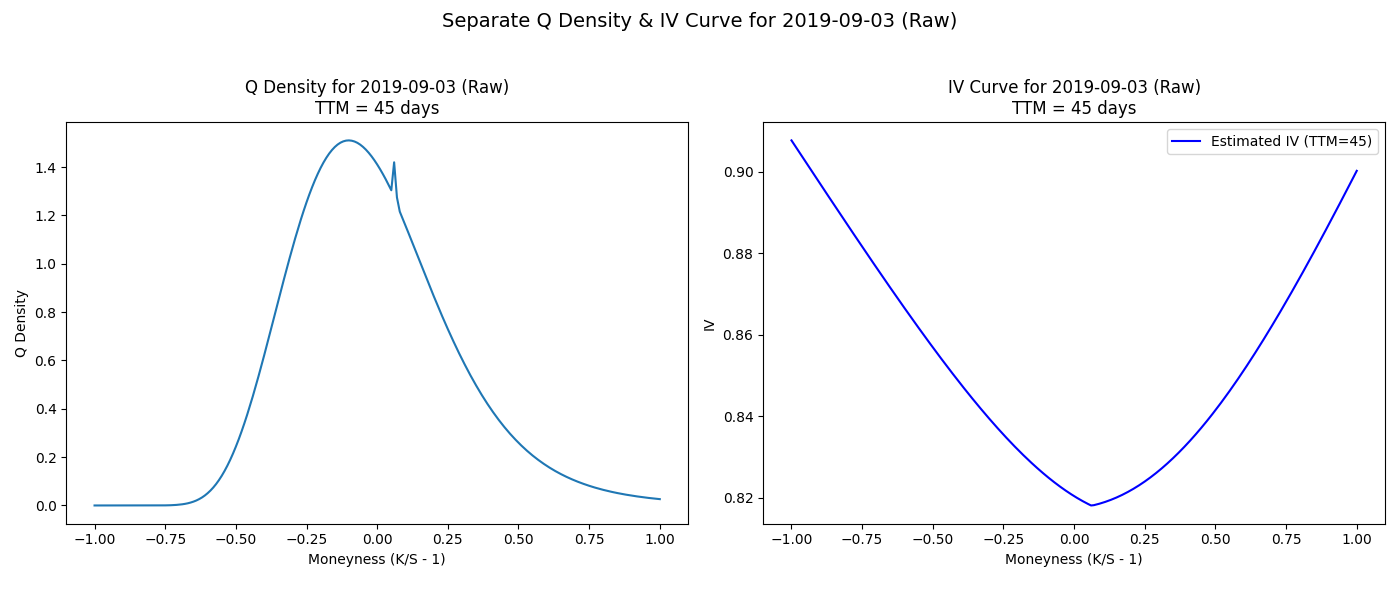 Separate Q Density & IV Curve for 2019-09-03 (Raw)
Q Density for 2019-09-03 (Raw)
TTM = 45 days
Q Density
1.4
1.2
1.0
0.8
0.6
0.4
0.2
0.0
−1.00 −0.75 −0.50 −0.25 0.00 0.25 0.50 0.75 1.00
Moneyness (K/S - 1)
IV Curve for 2019-09-03 (Raw)
TTM = 45 days
Estimated IV (TTM=45)
IV
0.90
0.88
0.86
0.84
0.82
−1.00 −0.75 −0.50 −0.25 0.00 0.25 0.50 0.75 1.00
Moneyness (K/S - 1)